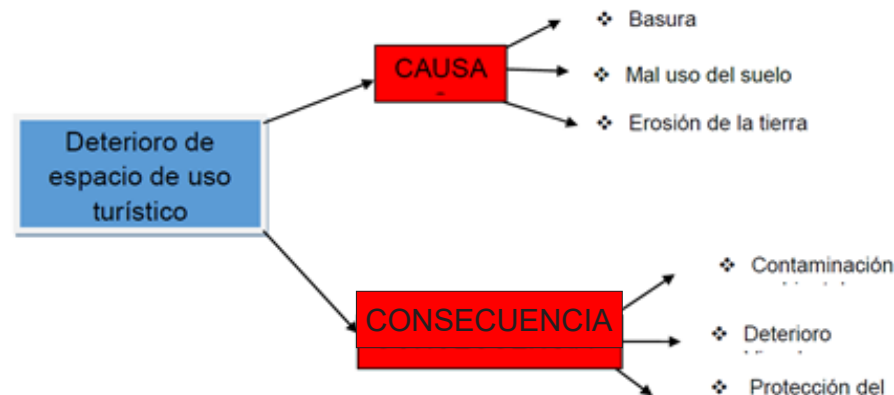 Deterioro de
espacio de uso
turístico
CAUSA
❖ Basura
❖ Mal uso del suelo
❖ Erosión de la tierra
CONSECUENCIA
❖ Contaminación
❖ Deterioro
❖ Protección del